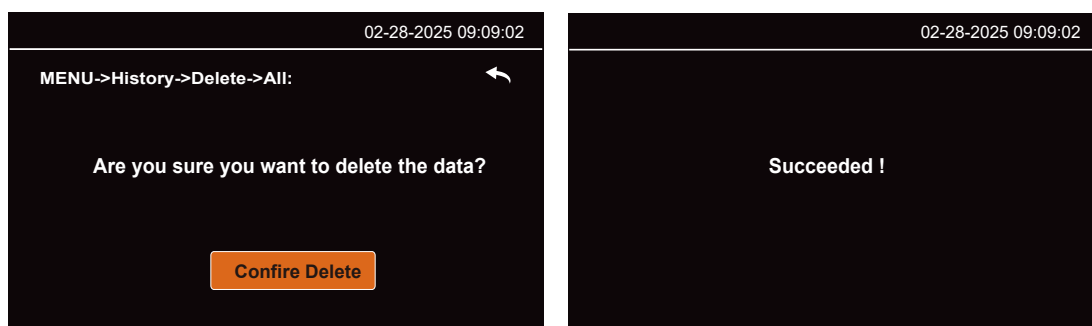 02-28-2025 09:09:02
MENU->History->Delete->All:
Are you sure you want to delete the data?
Confire Delete
02-28-2025 09:09:02
Succeeded !